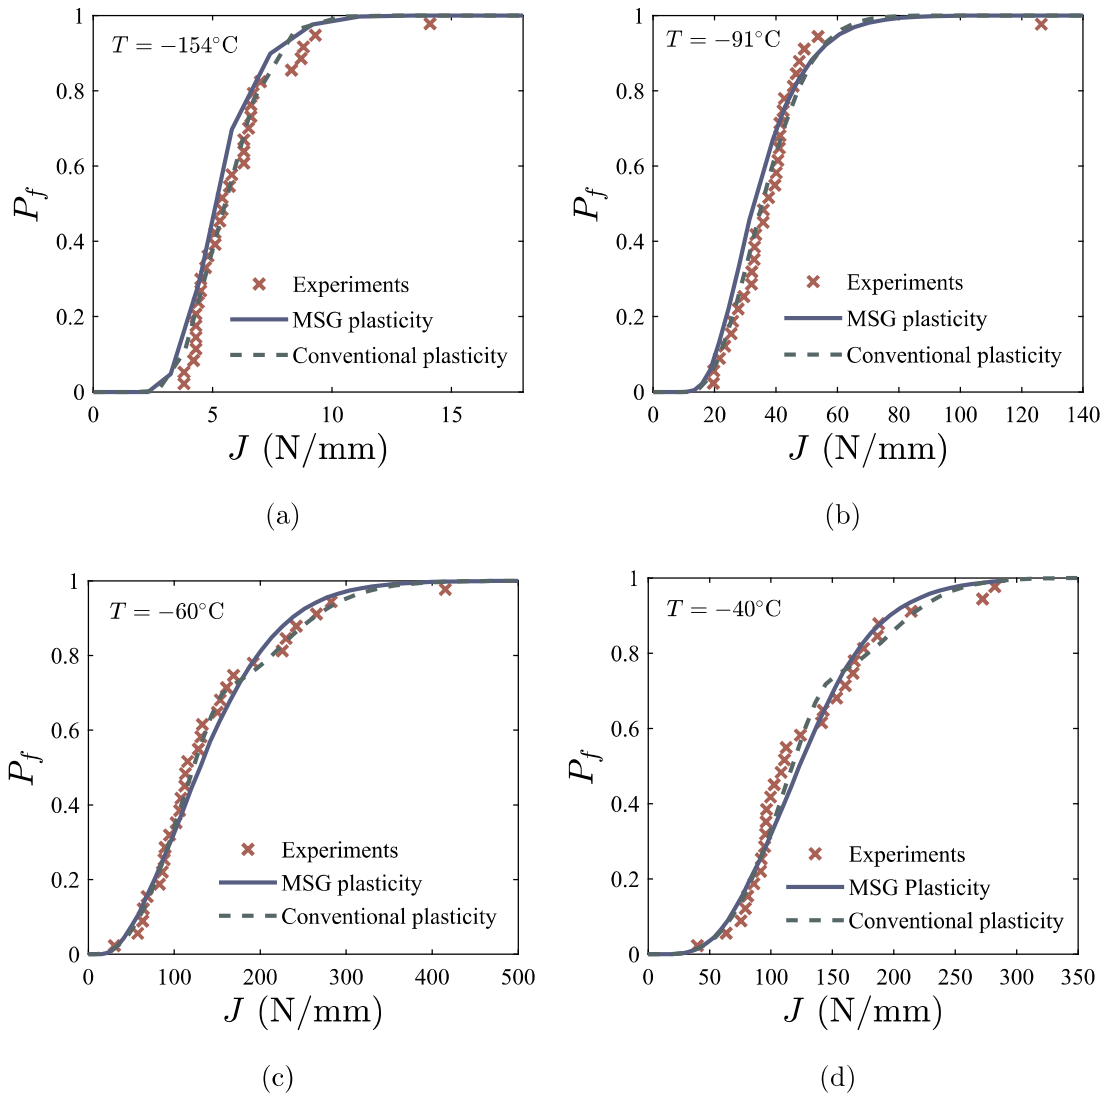 T = −154°C
1
0.8
0.6
0.4
0.2
0
P_f
Experiments
MSG plasticity
Conventional plasticity
0 5 10 15
J (N/mm)
(a)
T = −91°C
1
0.8
0.6
0.4
0.2
0
P_f
Experiments
MSG plasticity
Conventional plasticity
0 20 40 60 80 100 120 140
J (N/mm)
(b)
T = −60°C
1
0.8
0.6
0.4
0.2
0
P_f
Experiments
MSG plasticity
Conventional plasticity
0 100 200 300 400 500
J (N/mm)
(c)
T = −40°C
1
0.8
0.6
0.4
0.2
0
P_f
Experiments
MSG Plasticity
Conventional plasticity
0 50 100 150 200 250 300 350
J (N/mm)
(d)